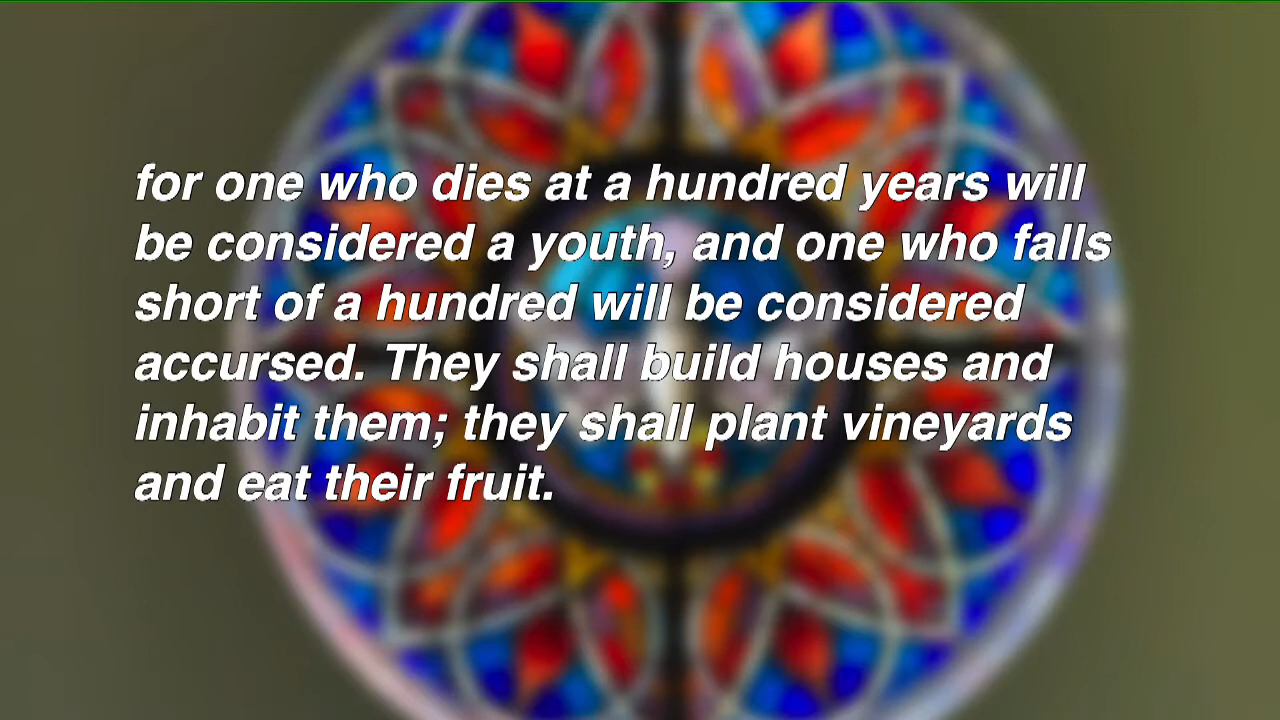 for one who dies at a hundred years will
be considered a youth, and one who falls
short of a hundred will be considered
accursed. They shall build houses and
inhabit them; they shall plant vineyards
and eat their fruit.